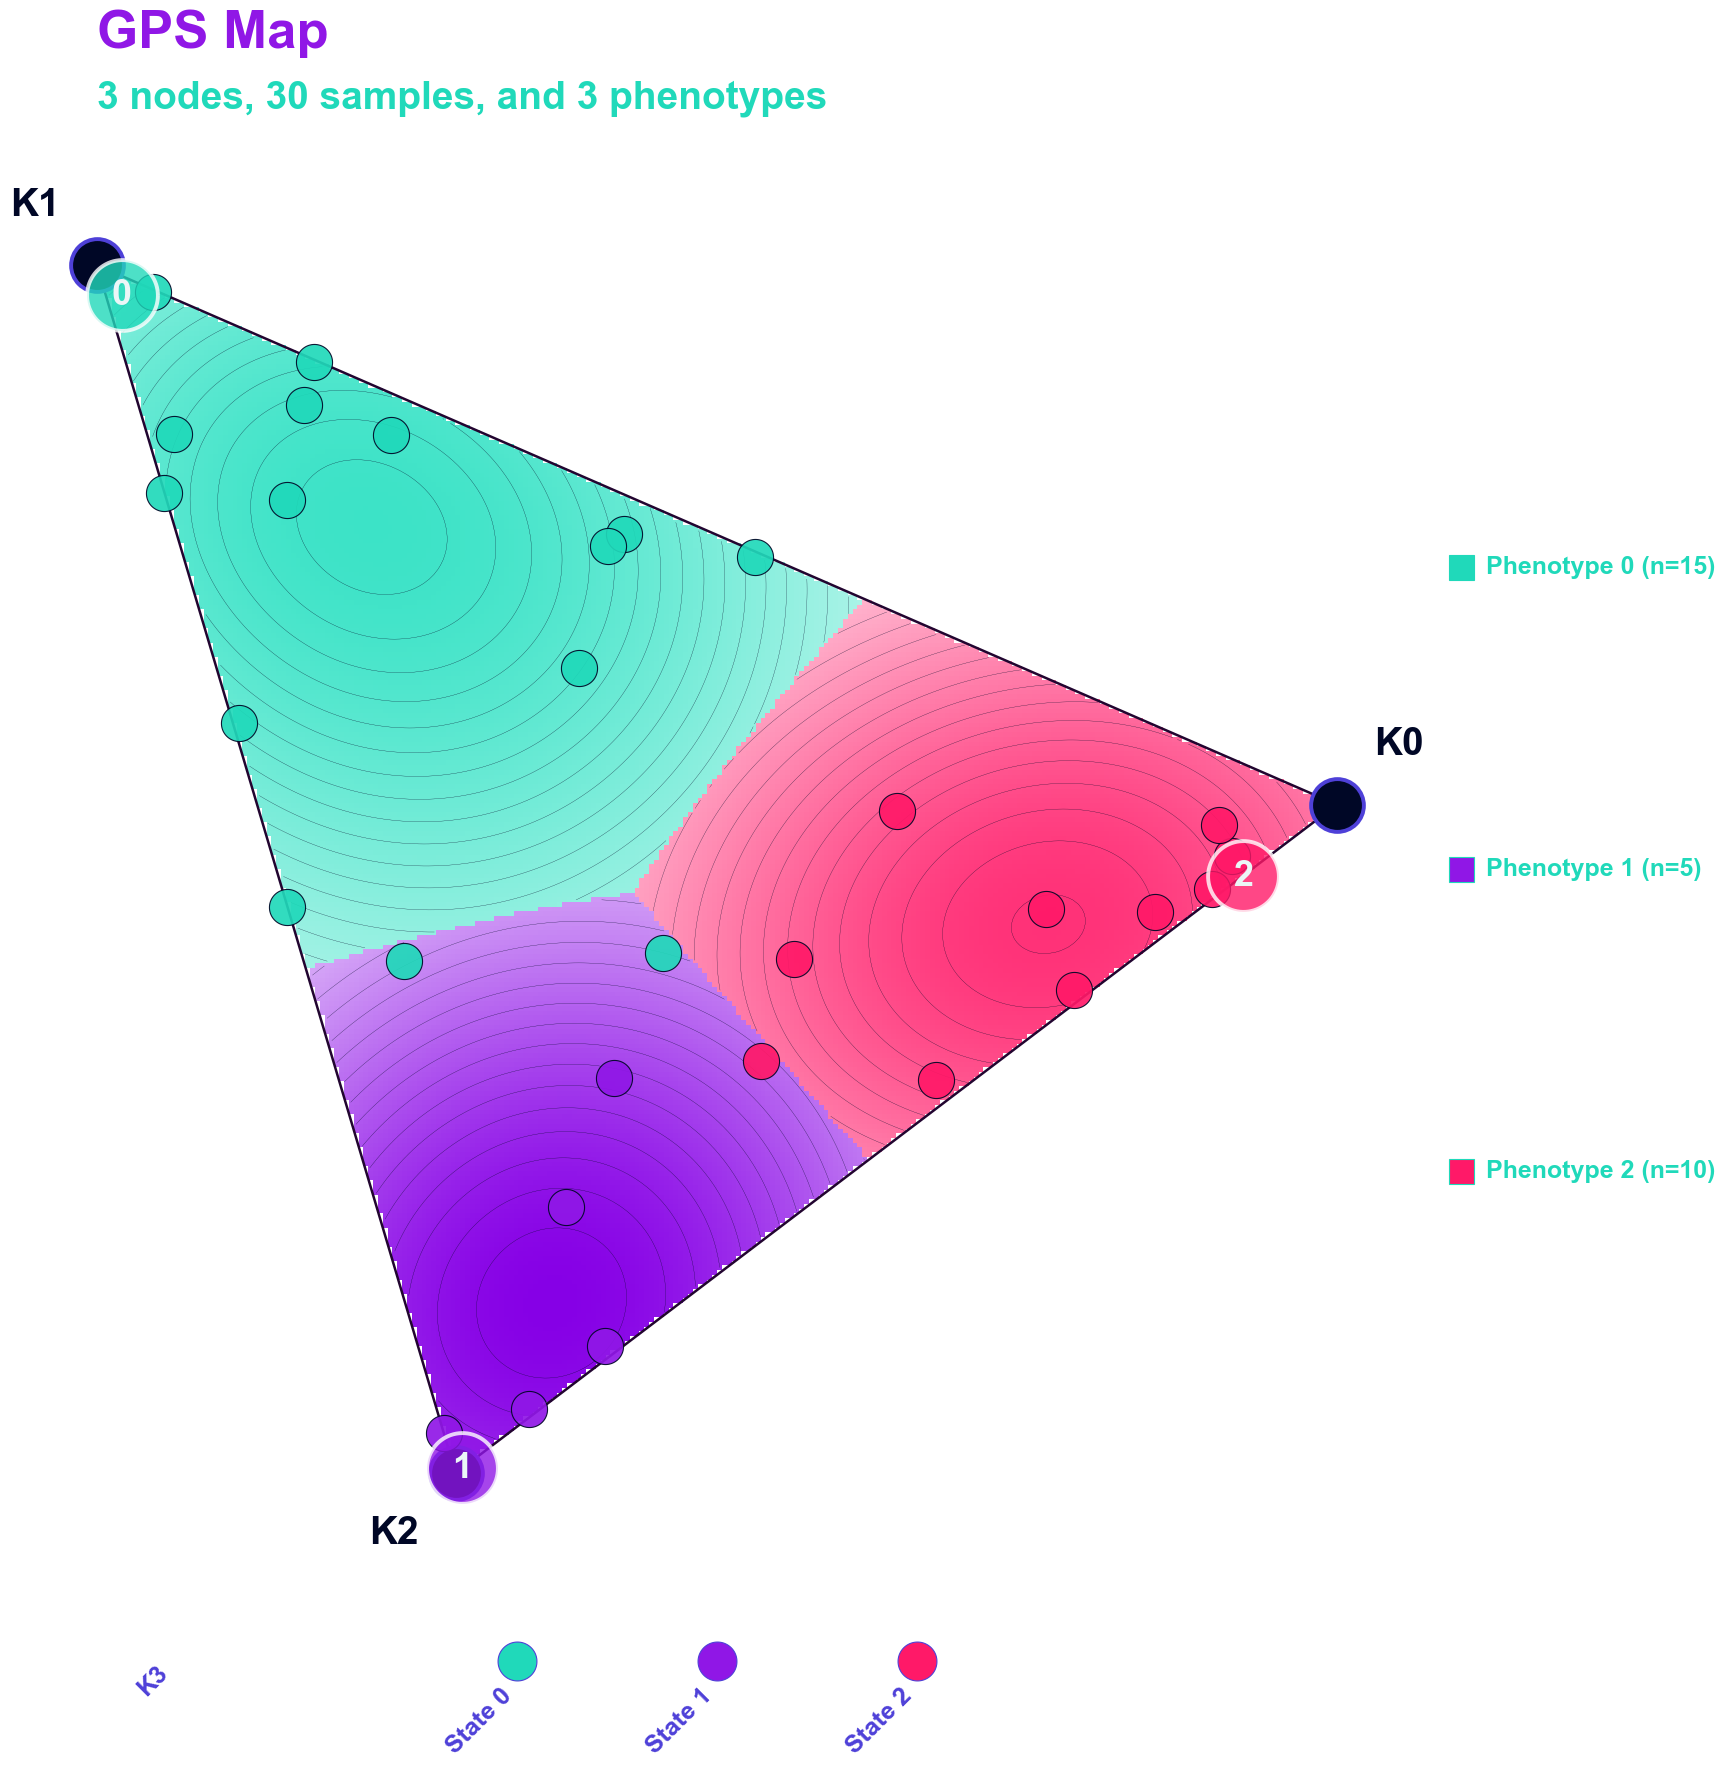 GPS Map
3 nodes, 30 samples, and 3 phenotypes
K1
0
K0
2
1
K2
Phenotype 0 (n=15)
Phenotype 1 (n=5)
Phenotype 2 (n=10)
K3
State 0
State 1
State 2